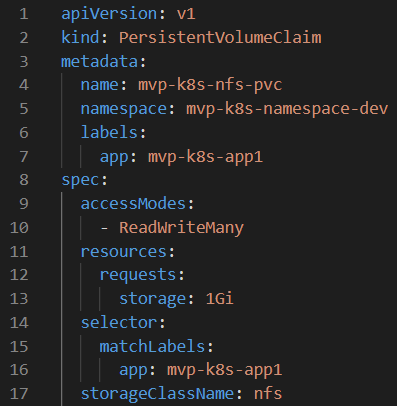 1 apiVersion: v1
2 kind: PersistentVolumeClaim
3 metadata:
4   name: mvp-k8s-nfs-pvc
5   namespace: mvp-k8s-namespace-dev
6   labels:
7     app: mvp-k8s-app1
8 spec:
9   accessModes:
10     - ReadWriteMany
11   resources:
12     requests:
13       storage: 1Gi
14   selector:
15     matchLabels:
16       app: mvp-k8s-app1
17   storageClassName: nfs